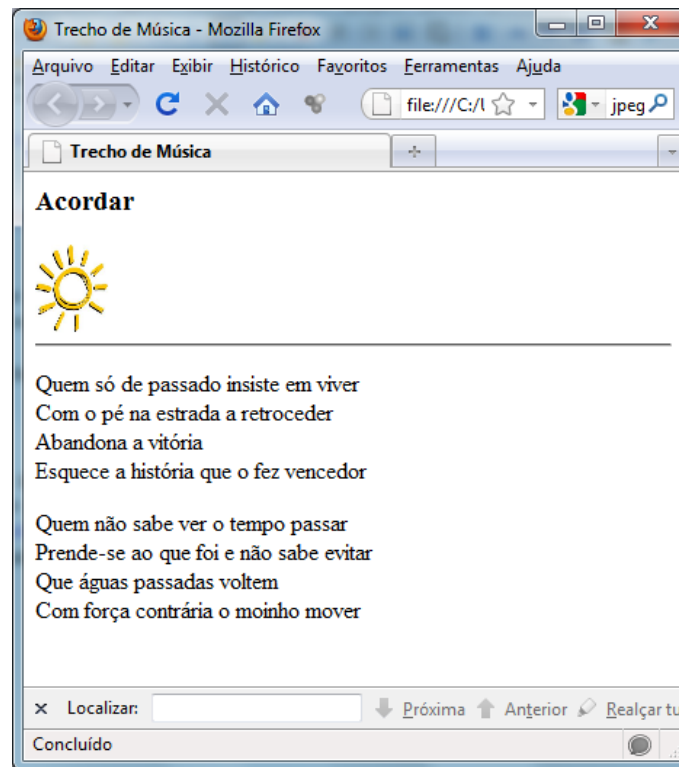 Trecho de Música - Mozilla Firefox
Arquivo Editar Exibir Histórico Favoritos Ferramentas Ajuda
file:///C:/l jpeg
Trecho de Música
Acordar
Quem só de passado insiste em viver
Com o pé na estrada a retroceder
Abandona a vitória
Esquece a história que o fez vencedor
Quem não sabe ver o tempo passar
Prende-se ao que foi e não sabe evitar
Que águas passadas voltem
Com força contrária o moinho mover
× Localizar: Próxima Anterior Realçar tu
Concluído